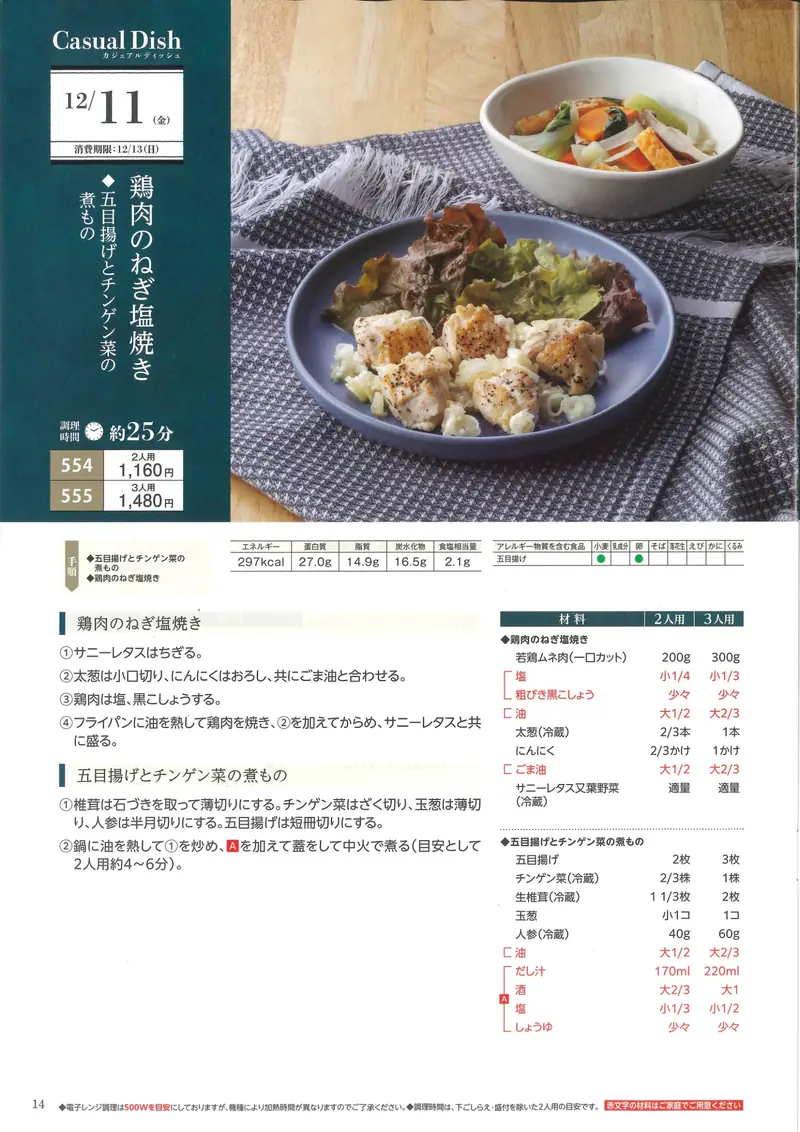 Casual Dish
カジュアルディッシュ
12/11(金)
消費期限:12/13(日)
鶏肉のねぎ塩焼き
◆五目揚げとチンゲン菜の
煮もの
調理時間 約25分
554 2人用 1,160円
555 3人用 1,480円
手順
◆五目揚げとチンゲン菜の
煮もの
◆鶏肉のねぎ塩焼き
エネルギー 蛋白質 脂質 炭水化物 食塩相当量
297kcal 27.0g 14.9g 16.5g 2.1g
アレルギー物質を含む食品 小麦 乳成分 卵 そば 落花生 えび かに くるみ
五目揚げ ● ●
鶏肉のねぎ塩焼き
①サニーレタスはちぎる。
②太葱は小口切り、にんにくはおろし、共にごま油と合わせる。
③鶏肉は塩、黒こしょうする。
④フライパンに油を熱して鶏肉を焼き、②を加えてからめ、サニーレタスと共
に盛る。
五目揚げとチンゲン菜の煮もの
①椎茸は石づきを取って薄切りにする。チンゲン菜はざく切り、玉葱は薄切
り、人参は半月切りにする。五目揚げは短冊切りにする。
②鍋に油を熱して①を炒め、Aを加えて蓋をして中火で煮る(目安として
2人用約4～6分)。
材料 2人用 3人用
◆鶏肉のねぎ塩焼き
若鶏ムネ肉(一口カット) 200g 300g
塩 小1/4 小1/3
粗びき黒こしょう 少々 少々
油 大1/2 大2/3
太葱(冷蔵) 2/3本 1本
にんにく 2/3かけ 1かけ
ごま油 大1/2 大2/3
サニーレタス又葉野菜 適量 適量
(冷蔵)
◆五目揚げとチンゲン菜の煮もの
五目揚げ 2枚 3枚
チンゲン菜(冷蔵) 2/3株 1株
生椎茸(冷蔵) 1 1/3枚 2枚
玉葱 小1コ 1コ
人参(冷蔵) 40g 60g
油 大1/2 大2/3
A
だし汁 170ml 220ml
酒 大2/3 大1
塩 小1/3 小1/2
しょうゆ 少々 少々
14
◆電子レンジ調理は500Wを目安にしておりますが、機種により加熱時間が異なりますのでご了承ください。◆調理時間は、下ごしらえ・盛付を除いた2人用の目安です。 赤文字の材料はご家庭でご用意ください